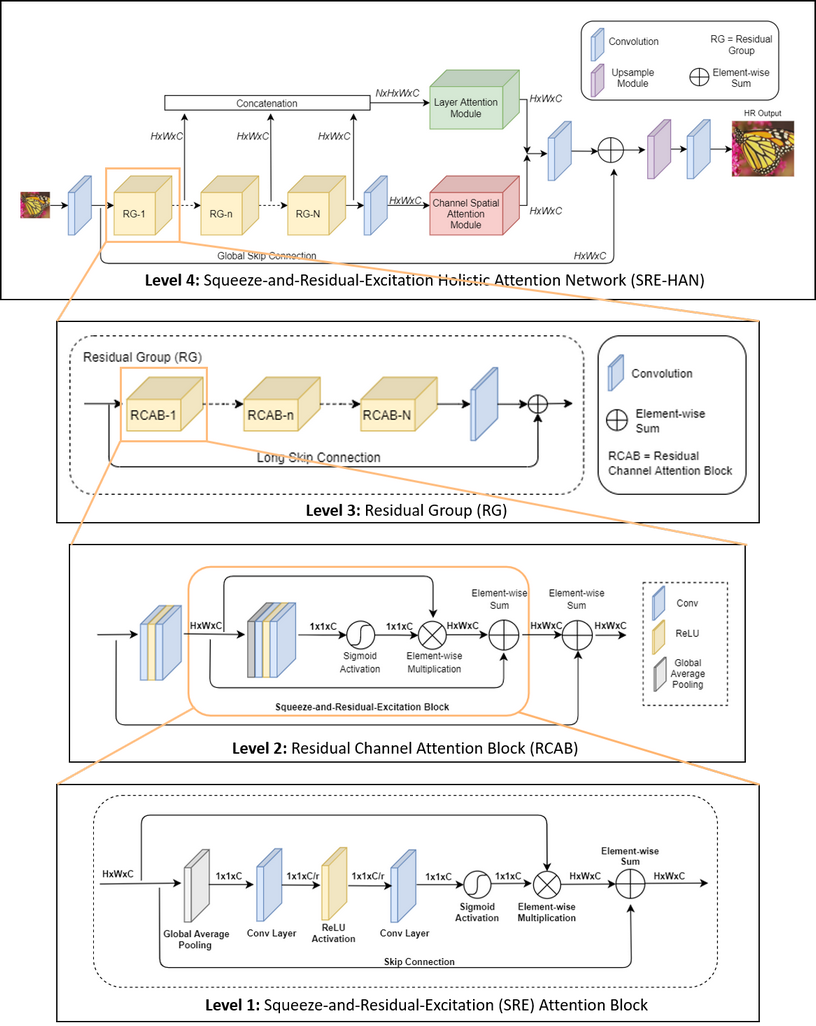 Convolution
RG = Residual
Group
Upsample
Module
Element-wise
Sum
HR Output
Concatenation
NxHxWxC
Layer Attention
Module
HxWxC
HxWxC
HxWxC
HxWxC
RG-1
RG-n
RG-N
HxWxC
Channel Spatial
Attention
Module
HxWxC
Global Skip Connection
HxWxC
Level 4: Squeeze-and-Residual-Excitation Holistic Attention Network (SRE-HAN)
Residual Group (RG)
RCAB-1
RCAB-n
RCAB-N
Long Skip Connection
Convolution
Element-wise
Sum
RCAB = Residual
Channel Attention Block
Level 3: Residual Group (RG)
HxWxC
1x1xC
Sigmoid
Activation
1x1xC
Element-wise
Multiplication
HxWxC
Element-wise
Sum
HxWxC
Element-wise
Sum
HxWxC
Squeeze-and-Residual-Excitation Block
Conv
ReLU
Global
Average
Pooling
Level 2: Residual Channel Attention Block (RCAB)
HxWxC
Global Average
Pooling
1x1xC
Conv Layer
1x1xC/r
ReLU
Activation
1x1xC/r
Conv Layer
1x1xC
Sigmoid
Activation
1x1xC
Element-wise
Multiplication
HxWxC
Element-wise
Sum
HxWxC
Skip Connection
Level 1: Squeeze-and-Residual-Excitation (SRE) Attention Block